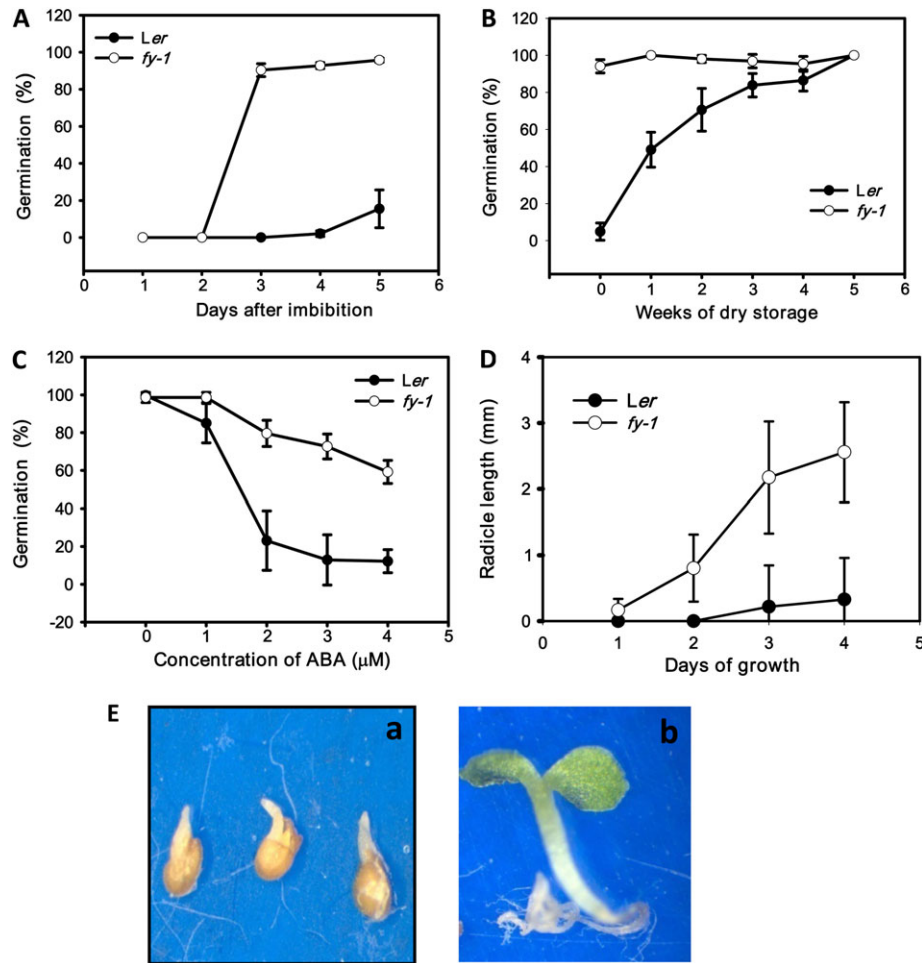 A
120
100
80
60
40
20
0
Germination (%)
Ler
fy-1
0 1 2 3 4 5 6
Days after imbibition
B
120
100
80
60
40
20
0
Germination (%)
Ler
fy-1
0 1 2 3 4 5 6
Weeks of dry storage
C
120
100
80
60
40
20
0
-20
Germination (%)
Ler
fy-1
0 1 2 3 4 5
Concentration of ABA (μM)
D
4
3
2
1
0
Radicle length (mm)
Ler
fy-1
0 1 2 3 4 5
Days of growth
E
a
b